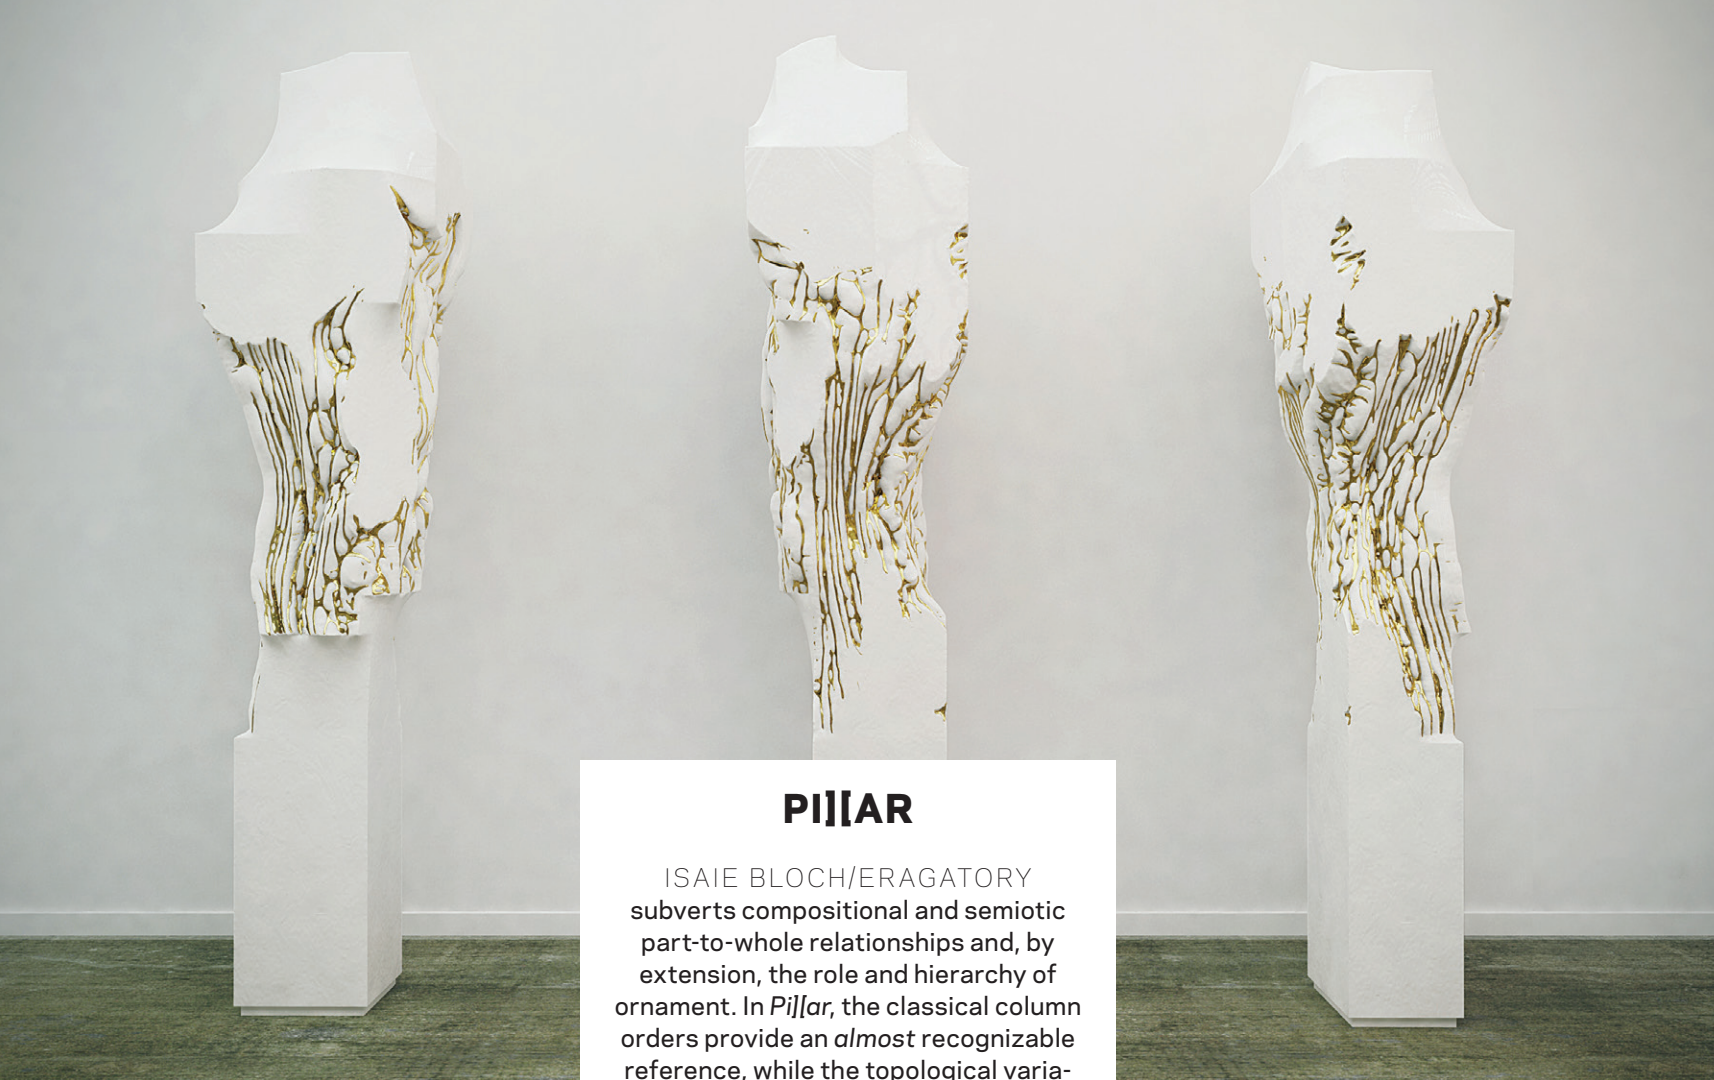 PI][AR
ISAIE BLOCH/ERAGATORY
subverts compositional and semiotic
part-to-whole relationships and, by
extension, the role and hierarchy of
ornament. In Pi][ar, the classical column
orders provide an almost recognizable
reference, while the topological varia-